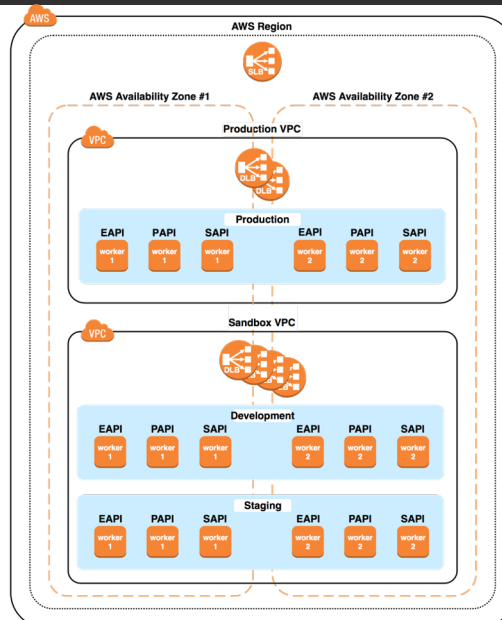 AWS
AWS Region
SLB
AWS Availability Zone #1
AWS Availability Zone #2
Production VPC
VPC
DLB
DLB
Production
EAPI PAPI SAPI EAPI PAPI SAPI
worker 1 worker 1 worker 1 worker 2 worker 2 worker 2
Sandbox VPC
VPC
DLB
Development
EAPI PAPI SAPI EAPI PAPI SAPI
worker 1 worker 1 worker 1 worker 2 worker 2 worker 2
Staging
EAPI PAPI SAPI EAPI PAPI SAPI
worker 1 worker 1 worker 1 worker 2 worker 2 worker 2